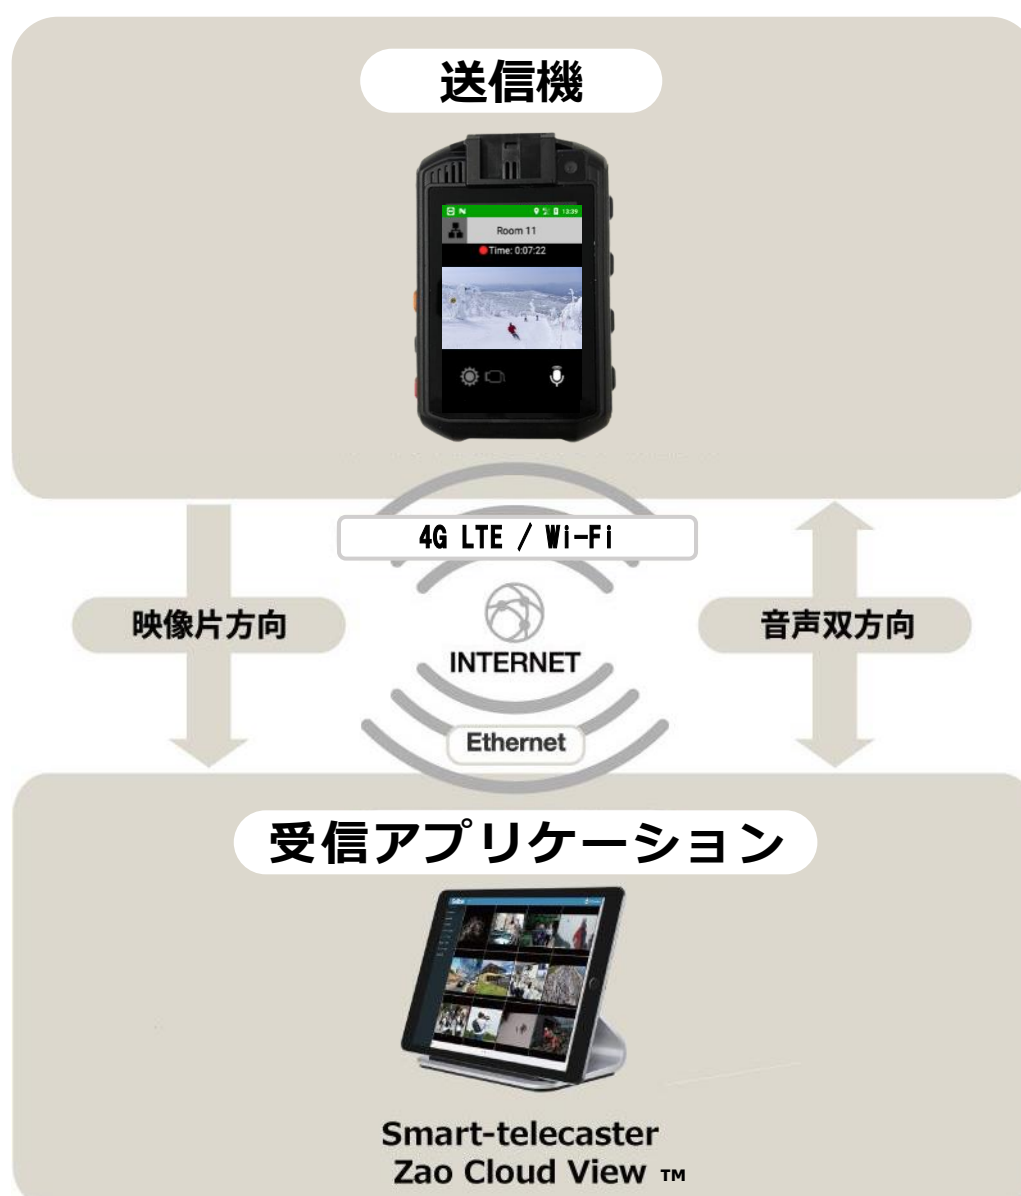 送信機
12:39
Room 11
Time: 0:07:22
4G LTE / Wi-Fi
映像片方向
音声双方向
INTERNET
Ethernet
受信アプリケーション
Smart-telecaster
Zao Cloud View ™